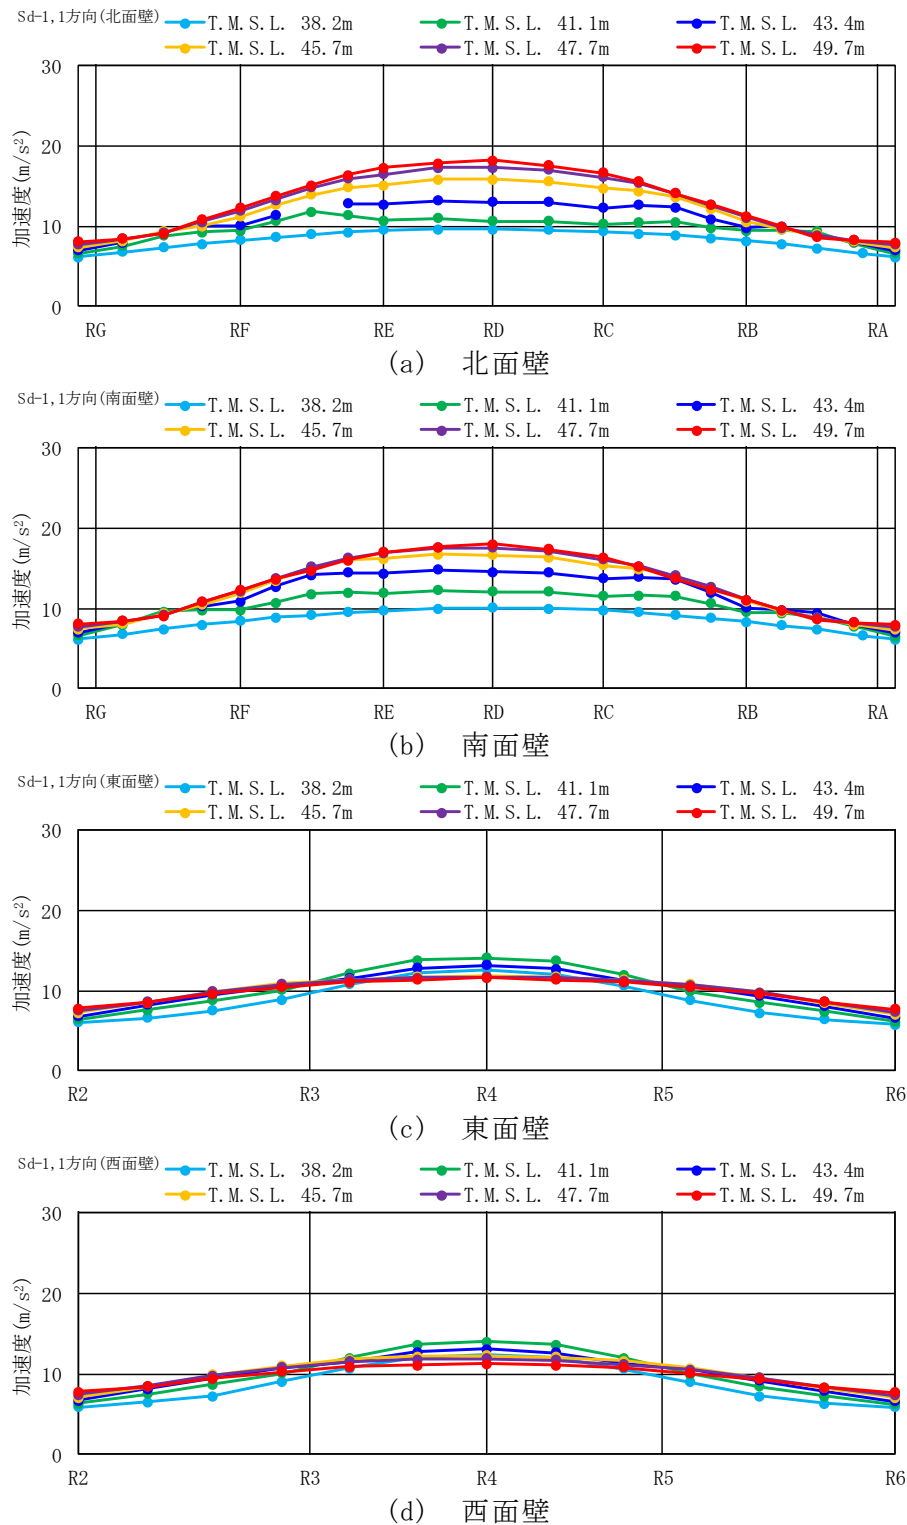 Sd-1,1方向(北面壁) T.M.S.L. 38.2m T.M.S.L. 41.1m T.M.S.L. 43.4m
T.M.S.L. 45.7m T.M.S.L. 47.7m T.M.S.L. 49.7m
30
20
加速度(m/s²)
10
0
RG RF RE RD RC RB RA
(a) 北面壁
Sd-1,1方向(南面壁) T.M.S.L. 38.2m T.M.S.L. 41.1m T.M.S.L. 43.4m
T.M.S.L. 45.7m T.M.S.L. 47.7m T.M.S.L. 49.7m
30
20
加速度(m/s²)
10
0
RG RF RE RD RC RB RA
(b) 南面壁
Sd-1,1方向(東面壁) T.M.S.L. 38.2m T.M.S.L. 41.1m T.M.S.L. 43.4m
T.M.S.L. 45.7m T.M.S.L. 47.7m T.M.S.L. 49.7m
30
20
加速度(m/s²)
10
0
R2 R3 R4 R5 R6
(c) 東面壁
Sd-1,1方向(西面壁) T.M.S.L. 38.2m T.M.S.L. 41.1m T.M.S.L. 43.4m
T.M.S.L. 45.7m T.M.S.L. 47.7m T.M.S.L. 49.7m
30
20
加速度(m/s²)
10
0
R2 R3 R4 R5 R6
(d) 西面壁